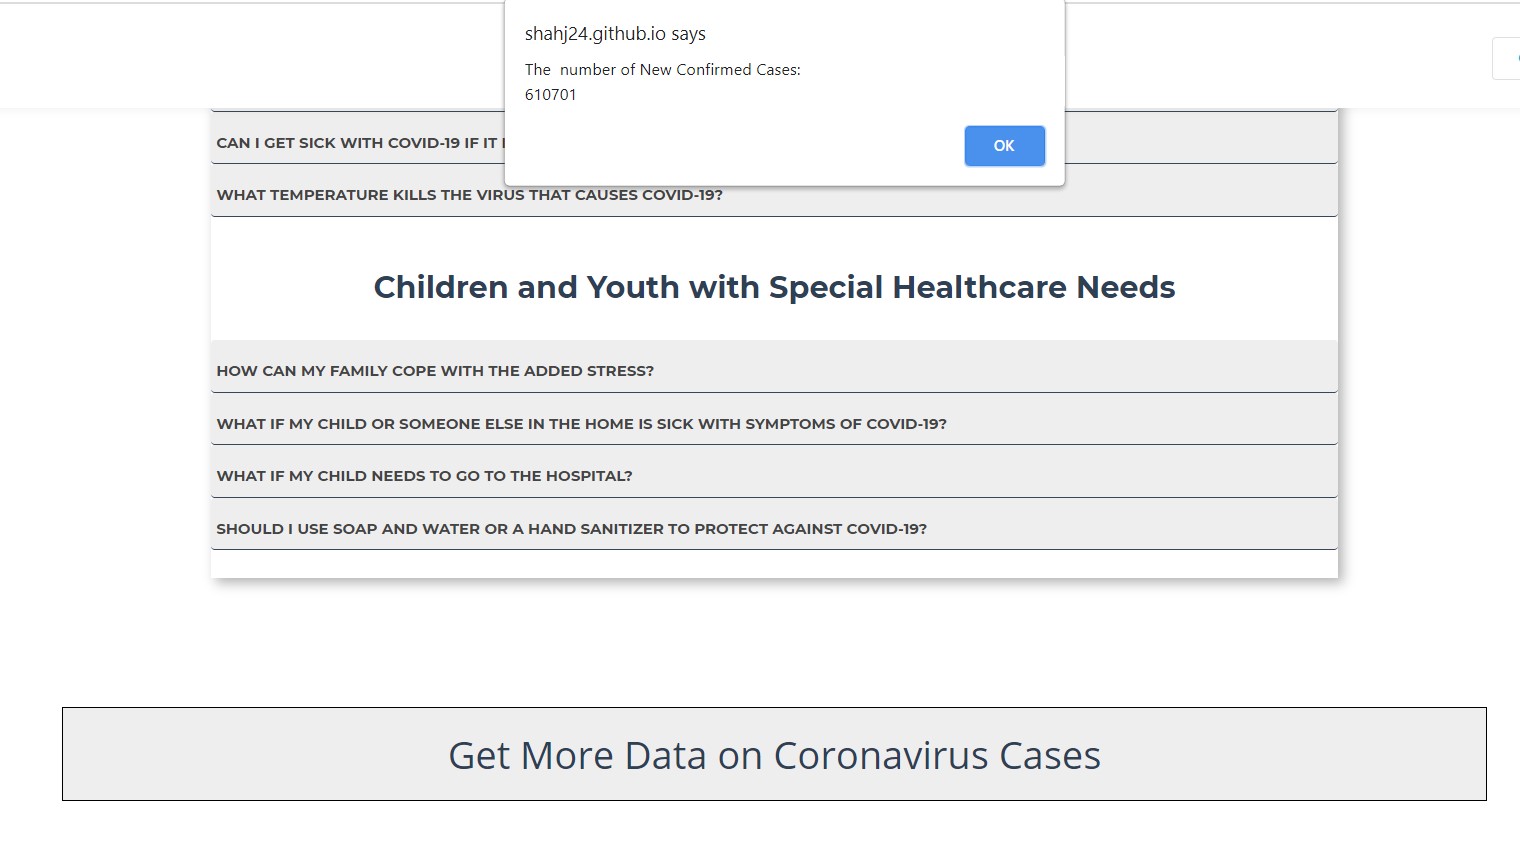 shahj24.github.io says
The  number of New Confirmed Cases:
610701
OK
CAN I GET SICK WITH COVID-19 IF IT
WHAT TEMPERATURE KILLS THE VIRUS THAT CAUSES COVID-19?
Children and Youth with Special Healthcare Needs
HOW CAN MY FAMILY COPE WITH THE ADDED STRESS?
WHAT IF MY CHILD OR SOMEONE ELSE IN THE HOME IS SICK WITH SYMPTOMS OF COVID-19?
WHAT IF MY CHILD NEEDS TO GO TO THE HOSPITAL?
SHOULD I USE SOAP AND WATER OR A HAND SANITIZER TO PROTECT AGAINST COVID-19?
Get More Data on Coronavirus Cases